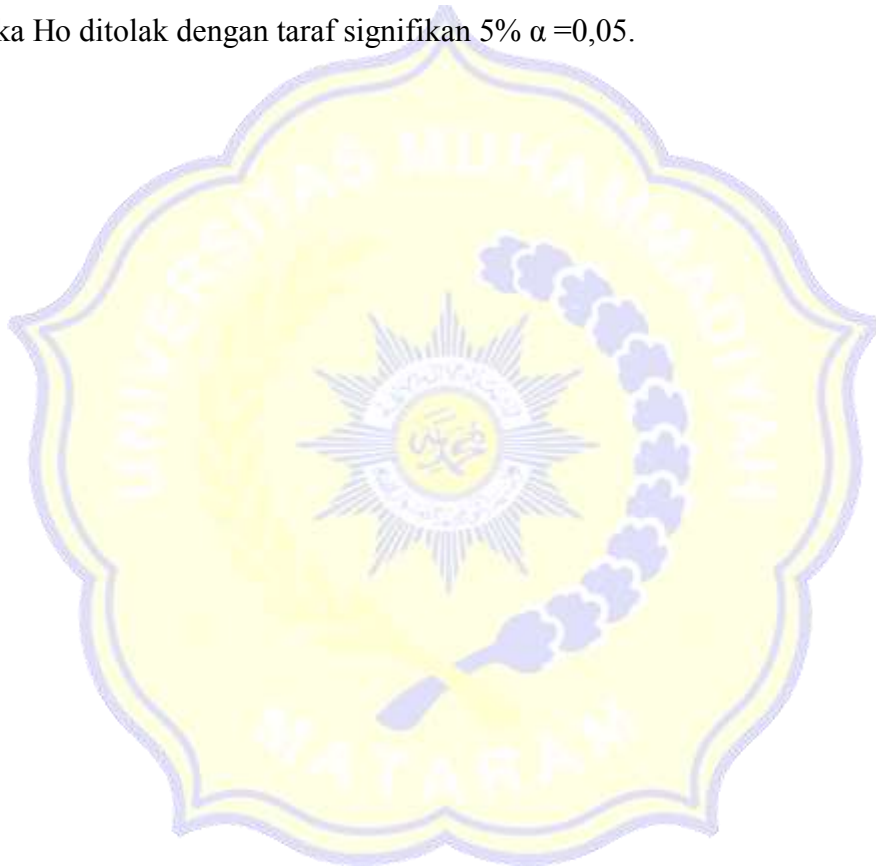 ka Ho ditolak dengan taraf signifikan 5% α =0,05.
UNIVERSITAS MUHAMMADIYAH
MATARAM